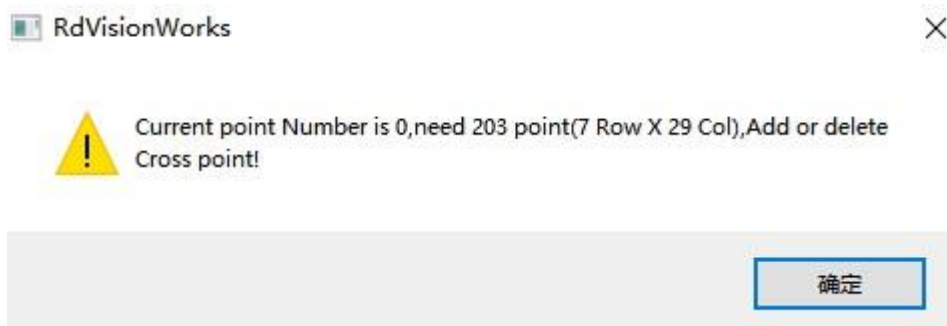 RdVisionWorks
Current point Number is 0,need 203 point(7 Row X 29 Col),Add or delete
Cross point!
确定